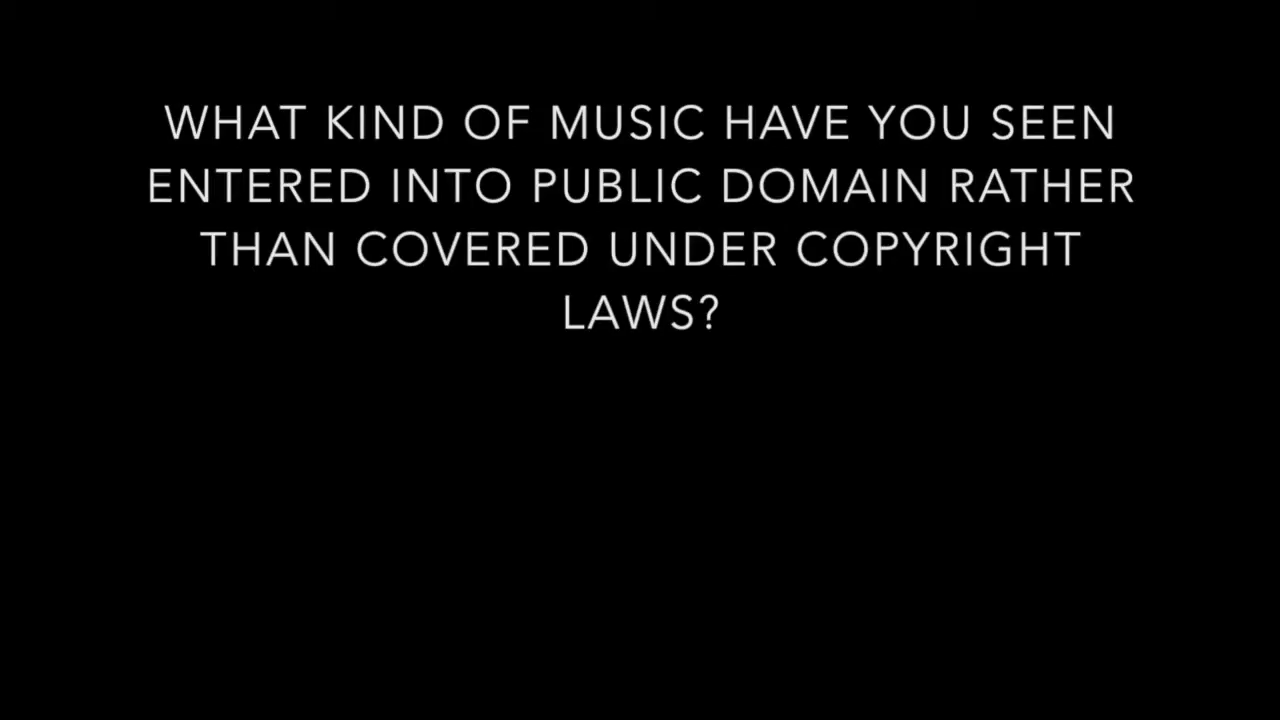 WHAT KIND OF MUSIC HAVE YOU SEEN
ENTERED INTO PUBLIC DOMAIN RATHER
THAN COVERED UNDER COPYRIGHT
LAWS?